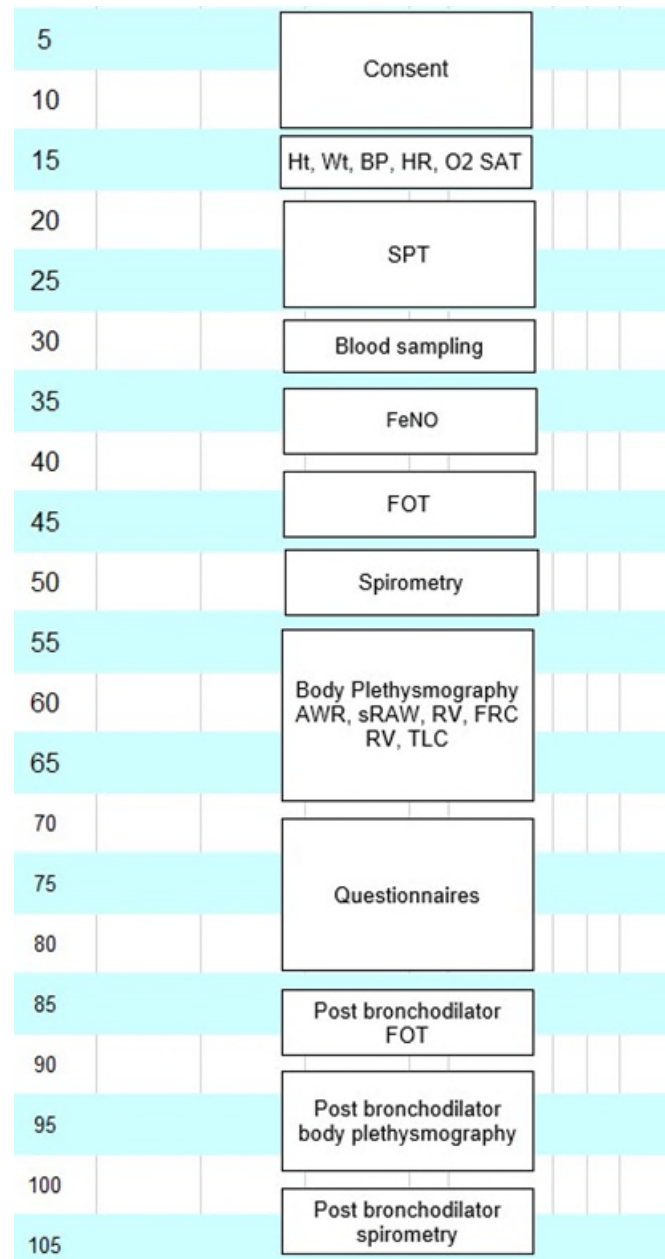 5
Consent
10
15
Ht, Wt, BP, HR, O2 SAT
20
SPT
25
30
Blood sampling
35
FeNO
40
FOT
45
50
Spirometry
55
60
Body Plethysmography
AWR, sRAW, RV, FRC
RV, TLC
65
70
75
Questionnaires
80
85
Post bronchodilator
FOT
90
95
Post bronchodilator
body plethysmography
100
Post bronchodilator
spirometry
105